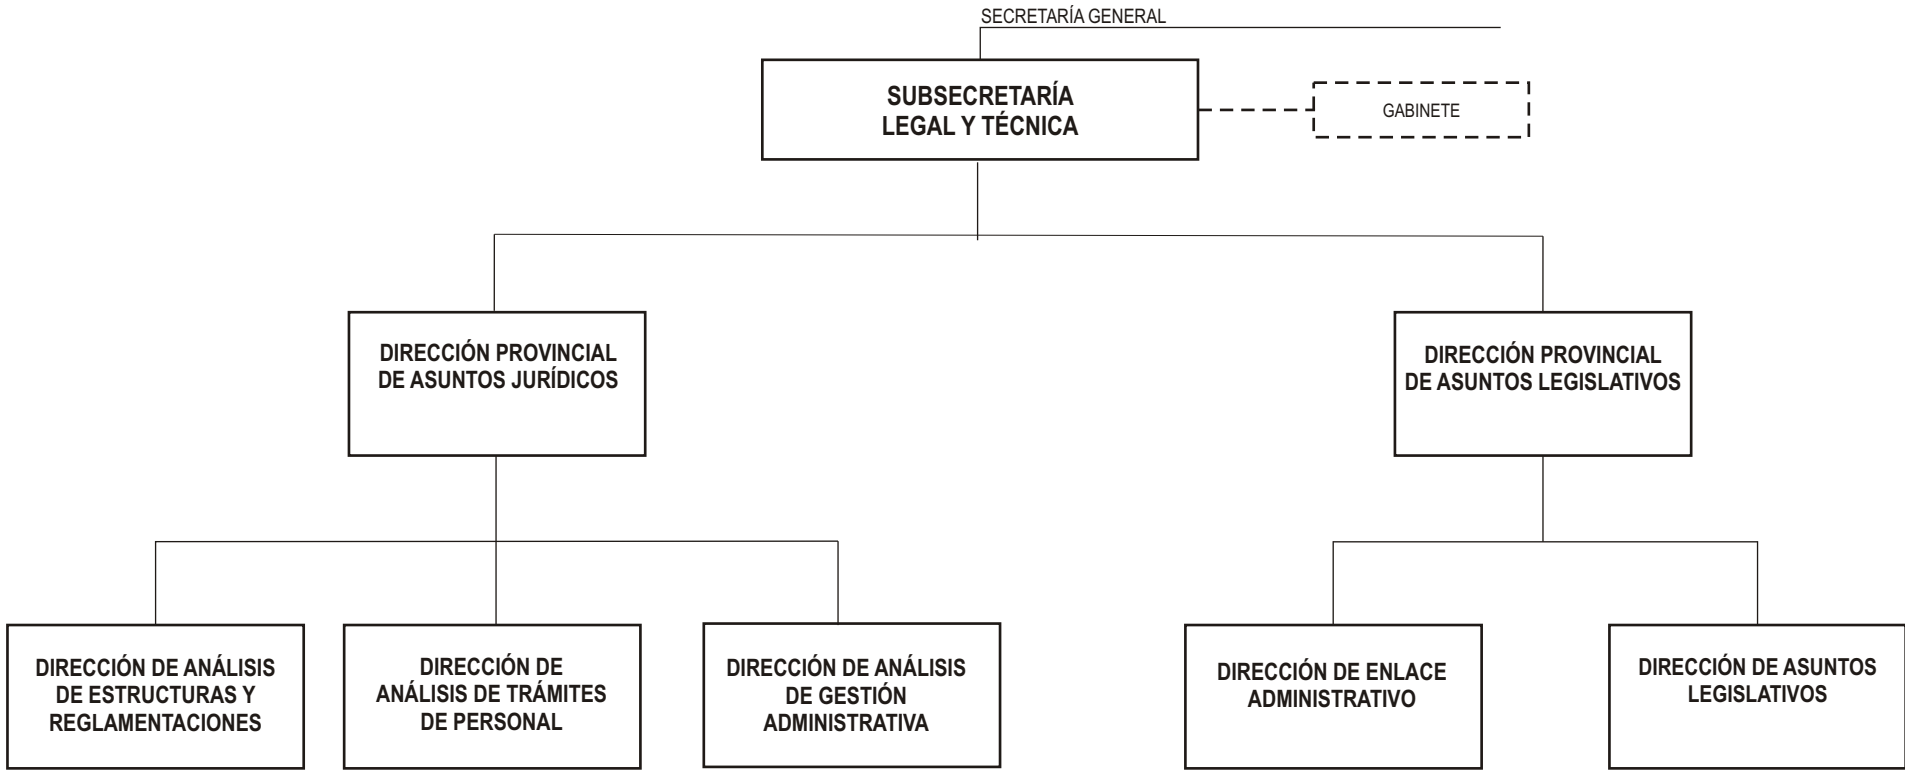 SECRETARÍA GENERAL
SUBSECRETARÍA
LEGAL Y TÉCNICA
GABINETE
DIRECCIÓN PROVINCIAL
DE ASUNTOS JURÍDICOS
DIRECCIÓN PROVINCIAL
DE ASUNTOS LEGISLATIVOS
DIRECCIÓN DE ANÁLISIS
DE ESTRUCTURAS Y
REGLAMENTACIONES
DIRECCIÓN DE
ANÁLISIS DE TRÁMITES
DE PERSONAL
DIRECCIÓN DE ANÁLISIS
DE GESTIÓN
ADMINISTRATIVA
DIRECCIÓN DE ENLACE
ADMINISTRATIVO
DIRECCIÓN DE ASUNTOS
LEGISLATIVOS